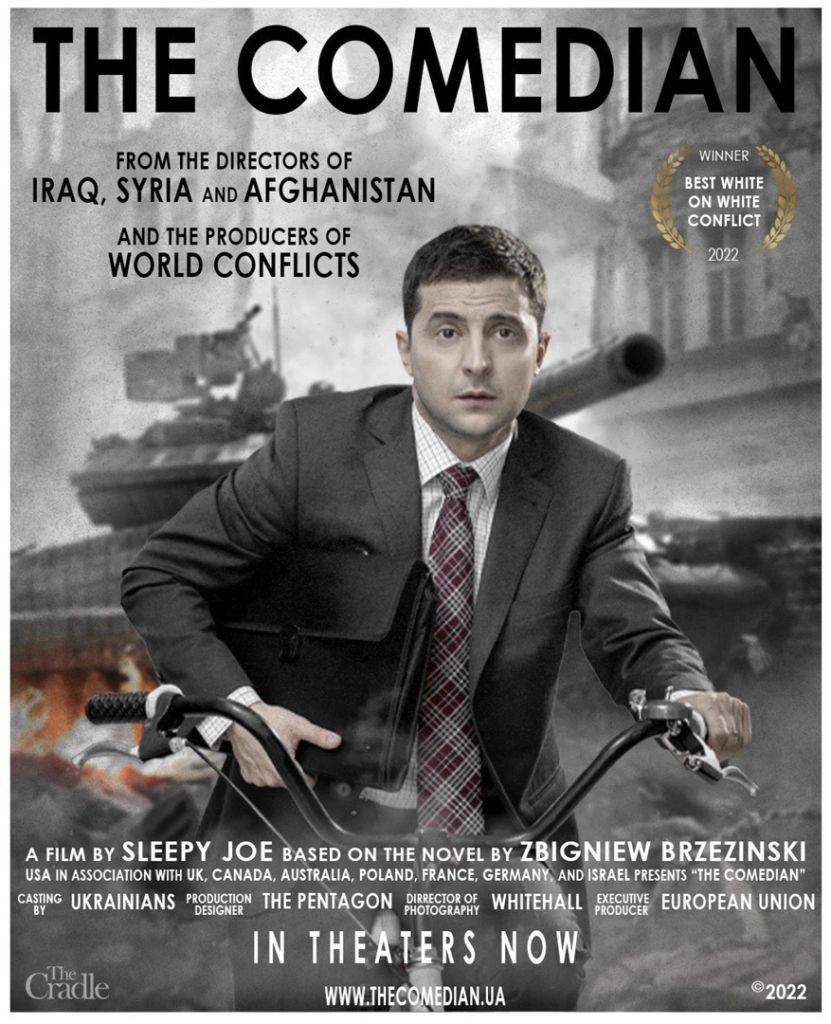 THE COMEDIAN
FROM THE DIRECTORS OF
IRAQ, SYRIA AND AFGHANISTAN
AND THE PRODUCERS OF
WORLD CONFLICTS
WINNER
BEST WHITE
ON WHITE
CONFLICT
2022
A FILM BY SLEEPY JOE BASED ON THE NOVEL BY ZBIGNIEW BRZEZINSKI
USA IN ASSOCIATION WITH UK, CANADA, AUSTRALIA, POLAND, FRANCE, GERMANY, AND ISRAEL PRESENTS "THE COMEDIAN"
CASTING BY UKRAINIANS PRODUCTION DESIGNER THE PENTAGON DIRRECTOR OF PHOTOGRAPHY WHITEHALL EXECUTIVE PRODUCER EUROPEAN UNION
IN THEATERS NOW
The Cradle
WWW.THECOMEDIAN.UA
©2022